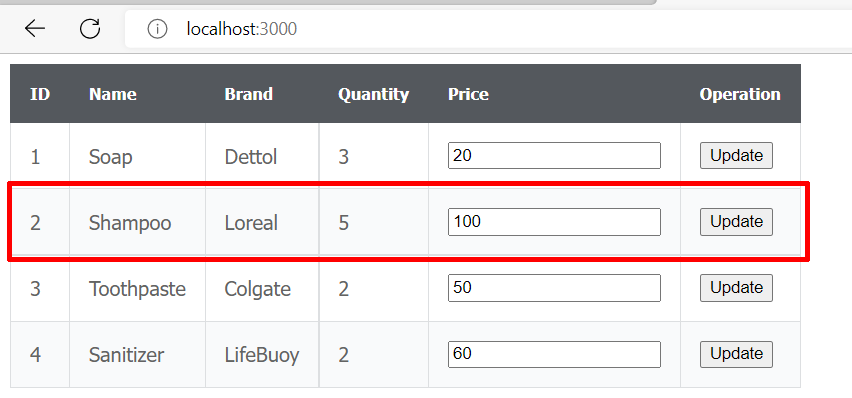 localhost:3000
ID Name Brand Quantity Price Operation
1 Soap Dettol 3 20 Update
2 Shampoo Loreal 5 100 Update
3 Toothpaste Colgate 2 50 Update
4 Sanitizer LifeBuoy 2 60 Update